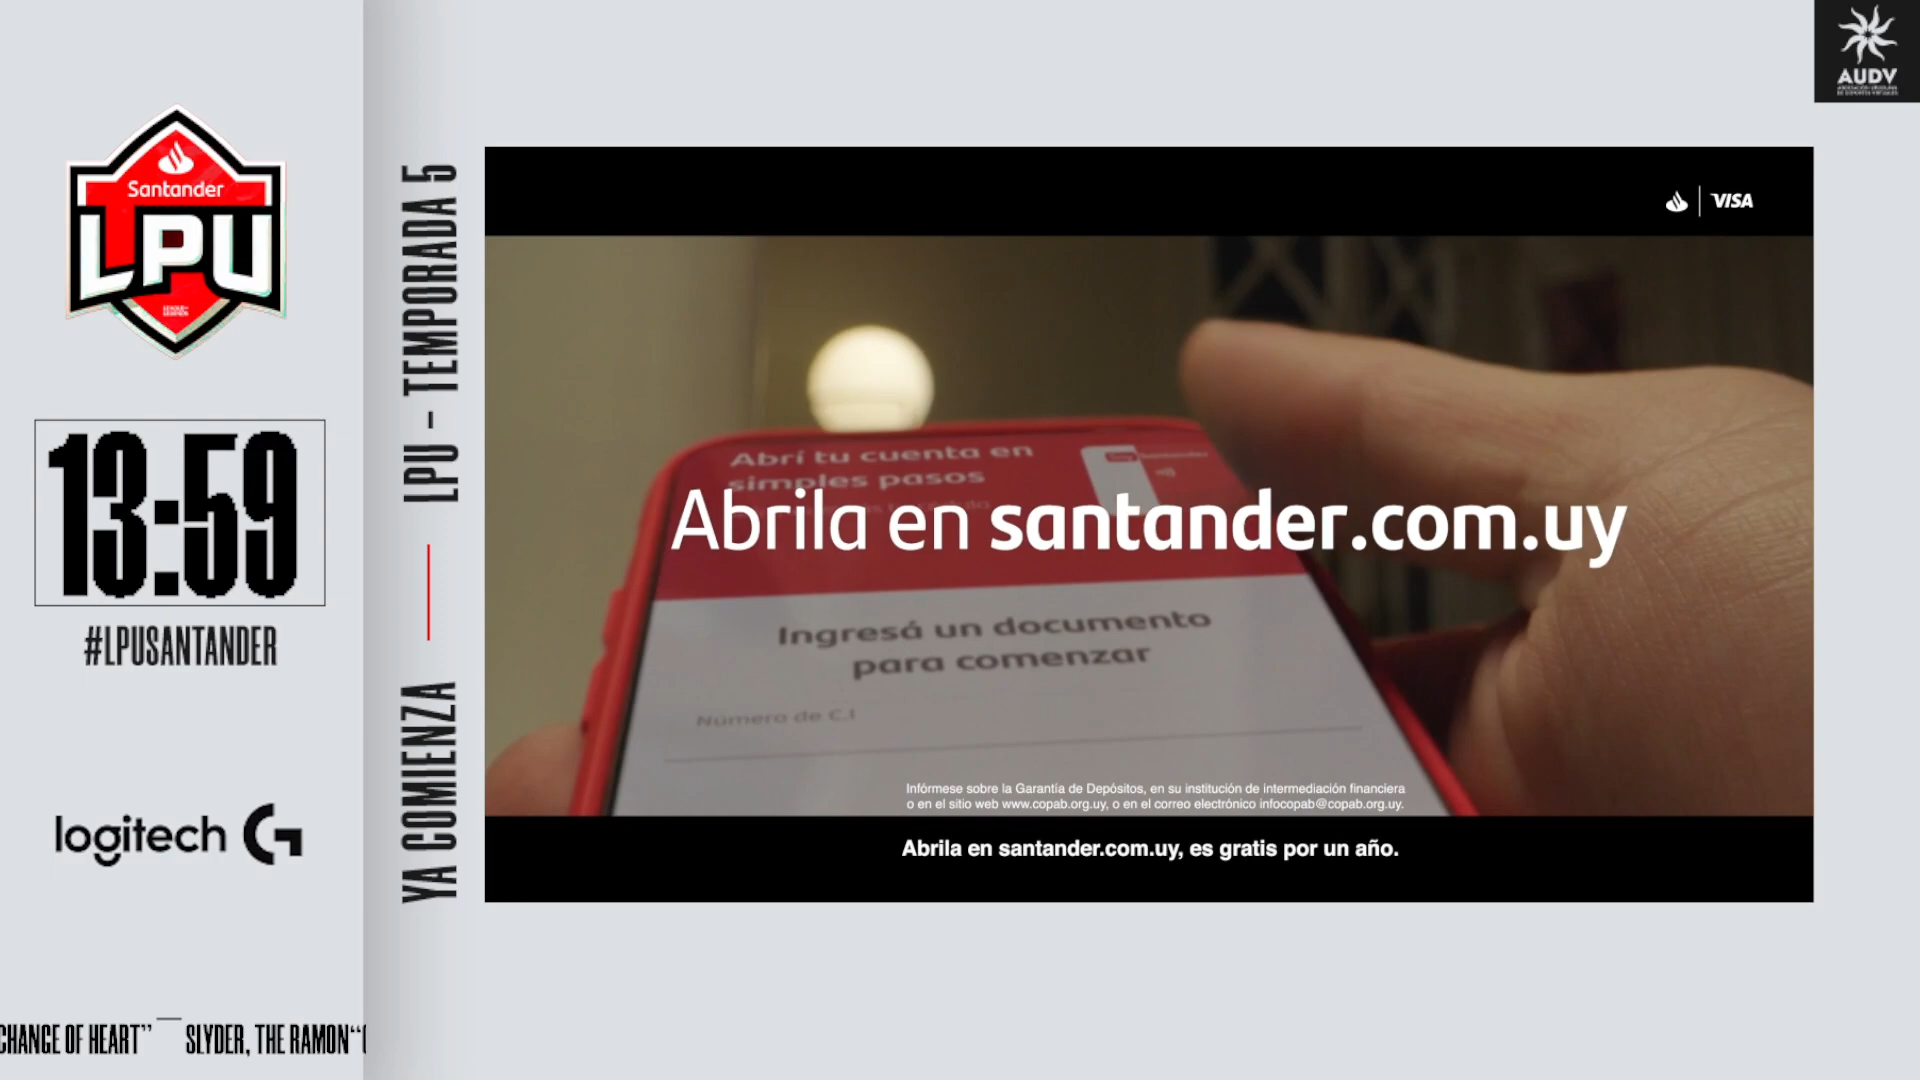 Santander
LPU
13:59
#LPUSANTANDER
logitech G
CHANGE OF HEART” — SLYDER, THE RAMON“
YA COMIENZA — LPU - TEMPORADA 5
VISA
Abrí tu cuenta en
simples pasos
Abrila en santander.com.uy
Ingresá un documento
para comenzar
Número de C.I
Infórmese sobre la Garantía de Depósitos, en su institución de intermediación financiera
o en el sitio web www.copab.org.uy, o en el correo electrónico infocopab@copab.org.uy.
Abrila en santander.com.uy, es gratis por un año.
AUDV